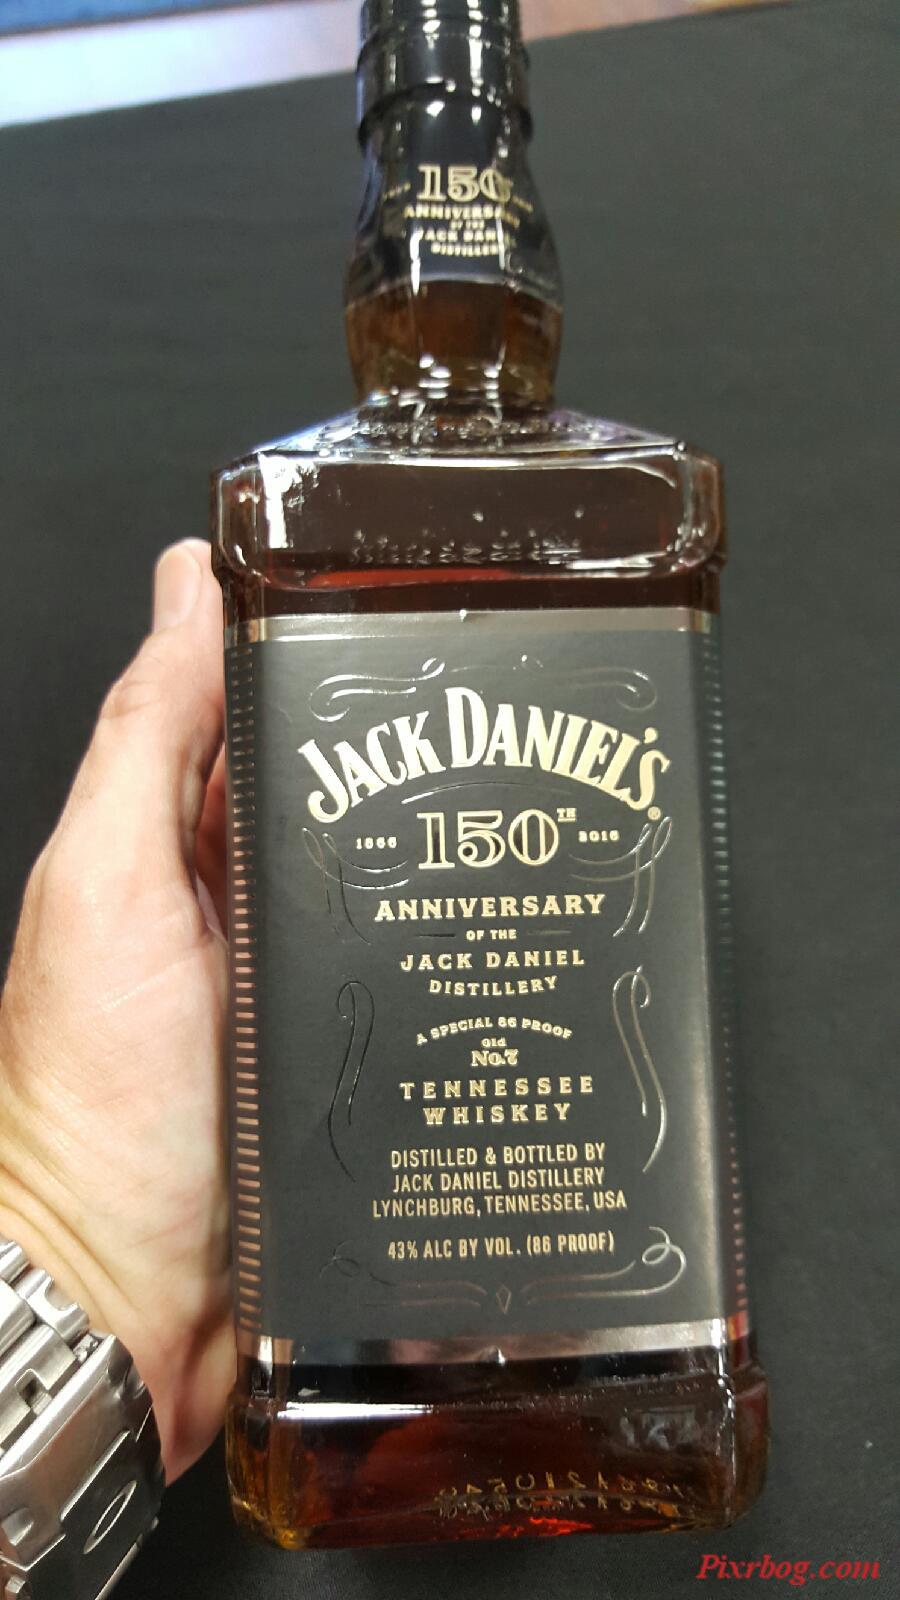 150
ANNIVERSARY
OF THE
JACK DANIEL
DISTILLERY
JACK DANIEL'S®
1866 150TH 2016
ANNIVERSARY
OF THE
JACK DANIEL
DISTILLERY
A SPECIAL 86 PROOF
Old
No.7
TENNESSEE
WHISKEY
DISTILLED & BOTTLED BY
JACK DANIEL DISTILLERY
LYNCHBURG, TENNESSEE, USA
43% ALC BY VOL. (86 PROOF)
Pixrbog.com